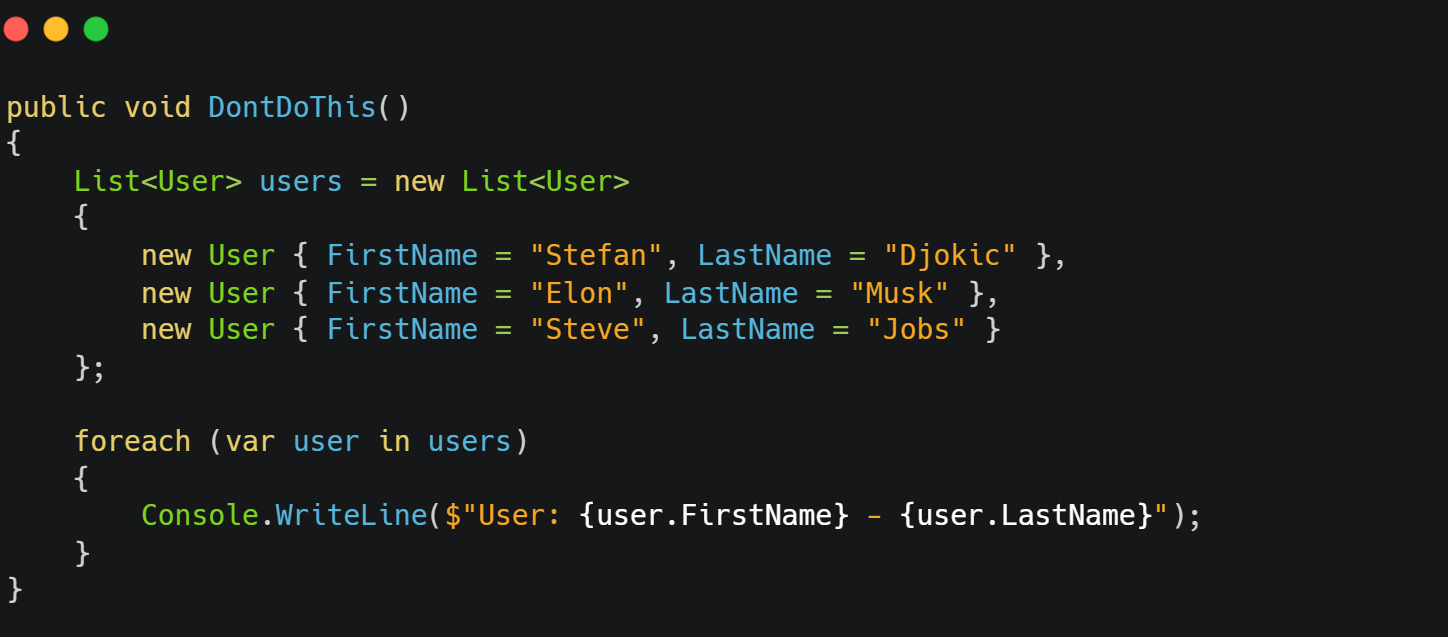 public void DontDoThis()
{
    List<User> users = new List<User>
    {
        new User { FirstName = "Stefan", LastName = "Djokic" },
        new User { FirstName = "Elon", LastName = "Musk" },
        new User { FirstName = "Steve", LastName = "Jobs" }
    };

    foreach (var user in users)
    {
        Console.WriteLine($"User: {user.FirstName} - {user.LastName}");
    }
}